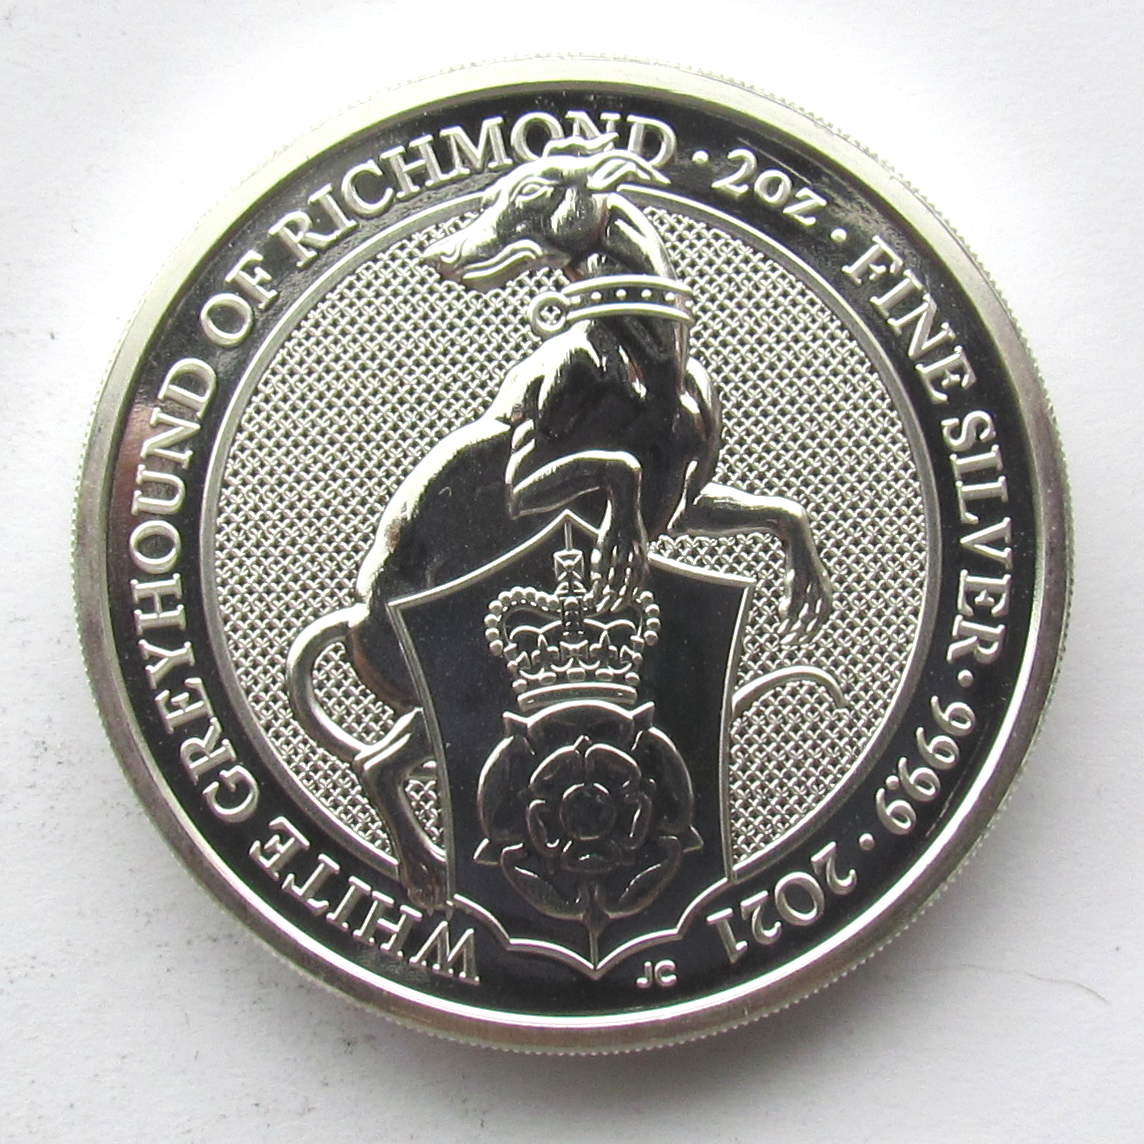 WHITE GREYHOUND OF RICHMOND · 2OZ · FINE SILVER · 999.9 · 2021
JC